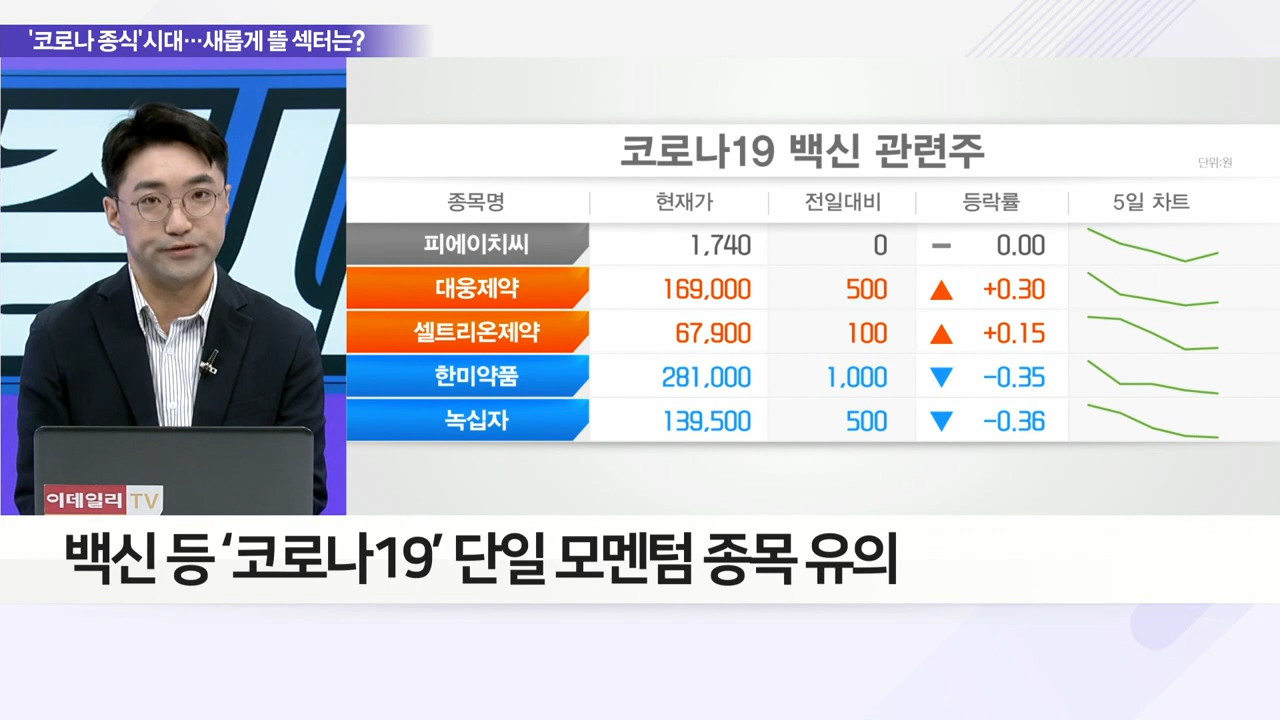 '코로나 종식'시대…새롭게 뜰 섹터는?
코로나19 백신 관련주
단위:원
종목명 현재가 전일대비 등락률 5일 차트
피에이치씨 1,740 0 － 0.00
대웅제약 169,000 500 ▲ +0.30
셀트리온제약 67,900 100 ▲ +0.15
한미약품 281,000 1,000 ▼ -0.35
녹십자 139,500 500 ▼ -0.36
이데일리 TV
백신 등 ‘코로나19’ 단일 모멘텀 종목 유의